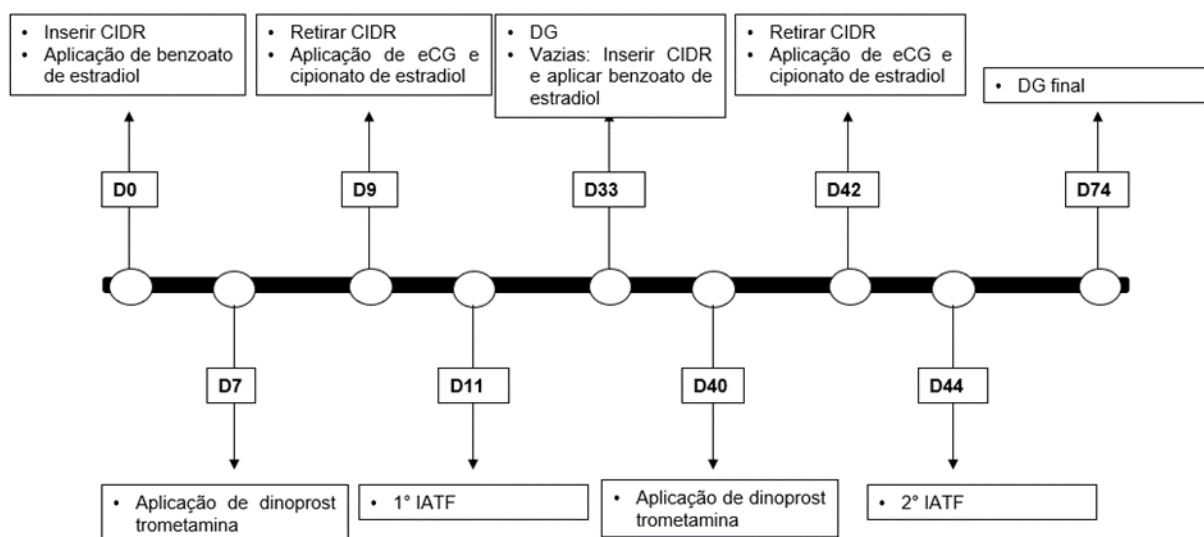 • Inserir CIDR
• Aplicação de benzoato
de estradiol
• Retirar CIDR
• Aplicação de eCG e
cipionato de estradiol
• DG
• Vazias: Inserir CIDR
e aplicar benzoato de
estradiol
• Retirar CIDR
• Aplicação de eCG e
cipionato de estradiol
• DG final
D0
D9
D33
D42
D74
D7
D11
D40
D44
• Aplicação de dinoprost
trometamina
• 1° IATF
• Aplicação de dinoprost
trometamina
• 2° IATF